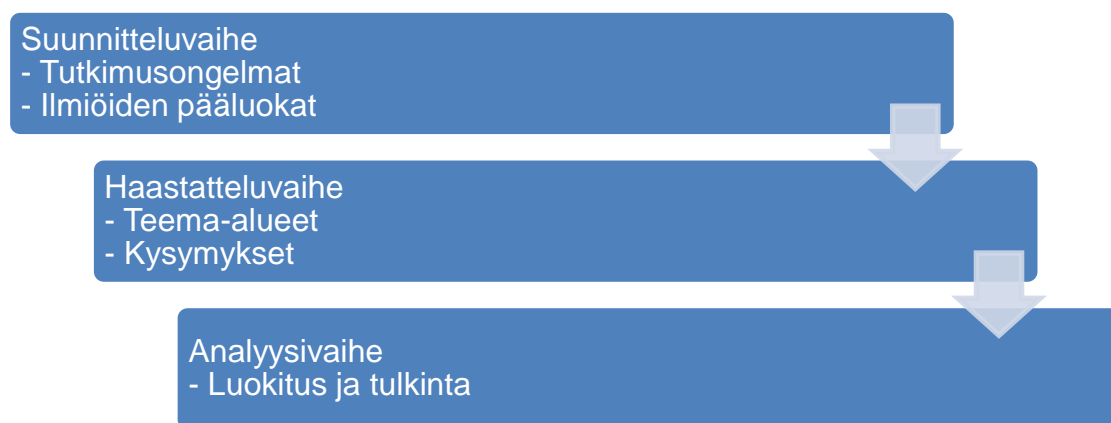 Suunnitteluvaihe
- Tutkimusongelmat
- Ilmiöiden pääluokat
Haastatteluvaihe
- Teema-alueet
- Kysymykset
Analyysivaihe
- Luokitus ja tulkinta